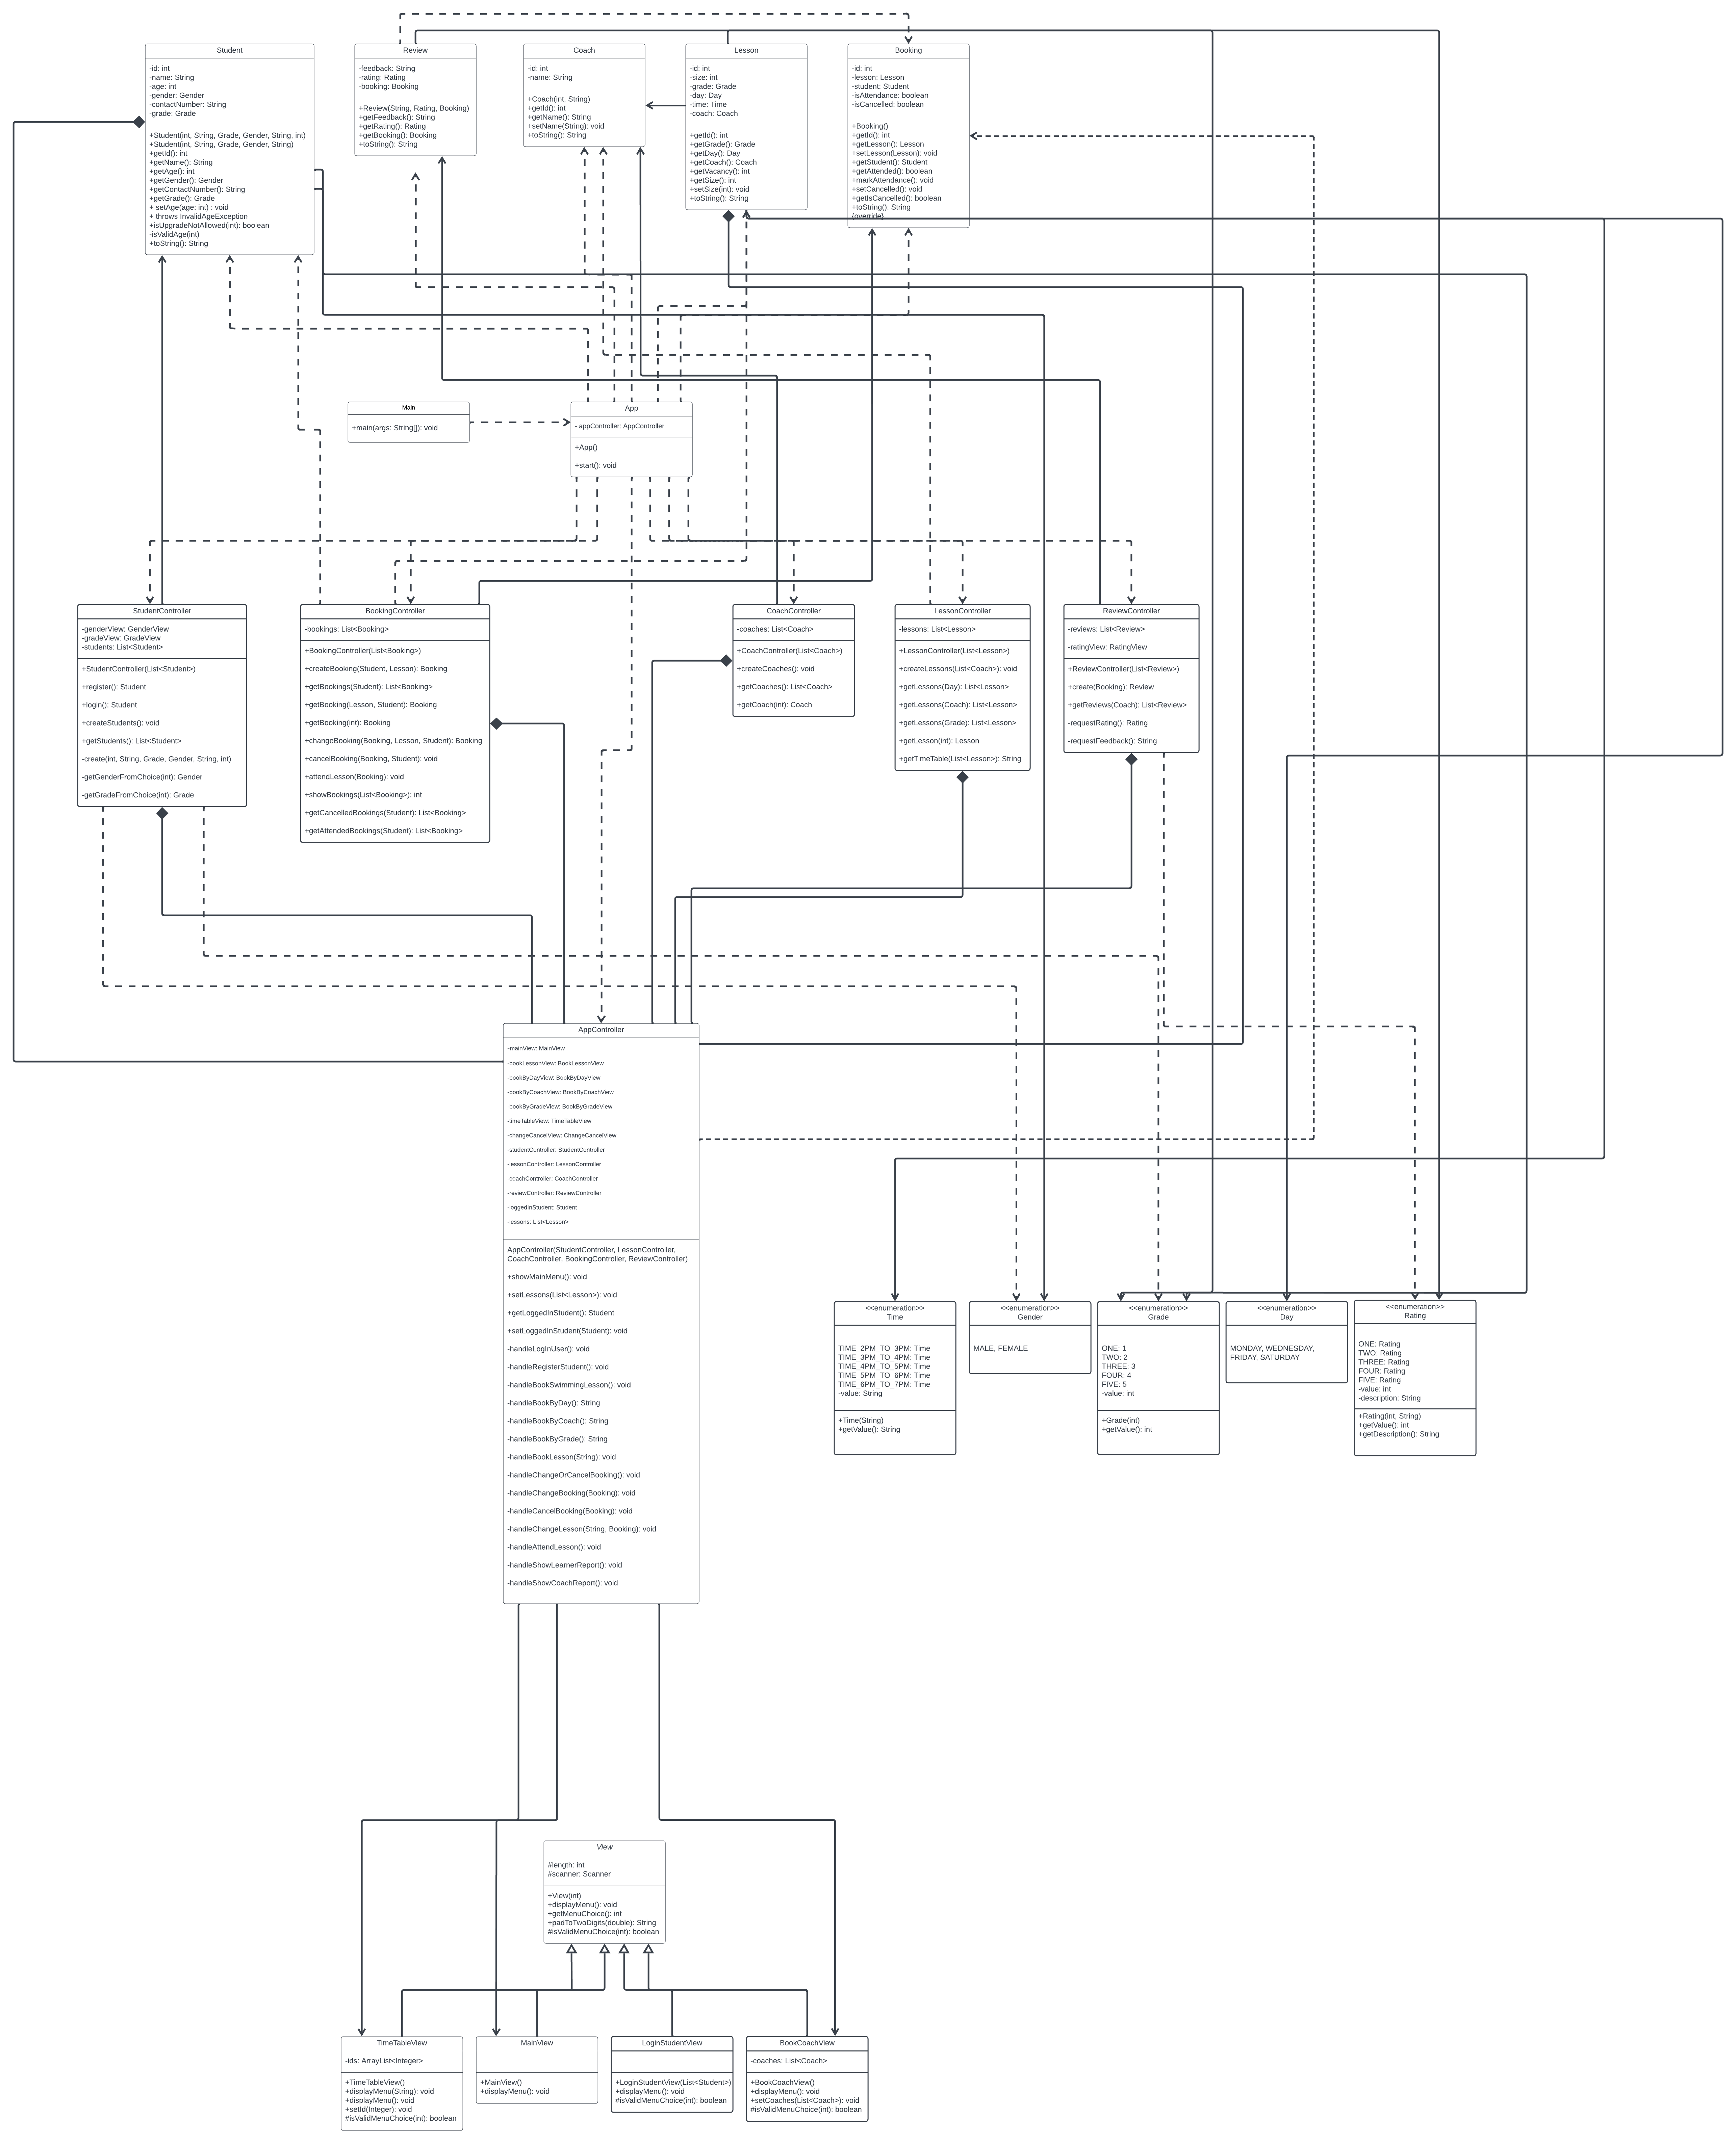 Student
-id: int
-name: String
-age: int
-gender: Gender
-contactNumber: String
-grade: Grade
+Student(int, String, Grade, Gender, String, int)
+Student(int, String, Grade, Gender, String)
+getId(): int
+getName(): String
+getAge(): int
+getGender(): Gender
+getContactNumber(): String
+getGrade(): Grade
+ setAge(age: int) : void
+ throws InvalidAgeException
+isUpgradeNotAllowed(int): boolean
-isValidAge(int)
+toString(): String
Review
-feedback: String
-rating: Rating
-booking: Booking
+Review(String, Rating, Booking)
+getFeedback(): String
+getRating(): Rating
+getBooking(): Booking
+toString(): String
Coach
-id: int
-name: String
+Coach(int, String)
+getId(): int
+getName(): String
+setName(String): void
+toString(): String
Lesson
-id: int
-size: int
-grade: Grade
-day: Day
-time: Time
-coach: Coach
+getId(): int
+getGrade(): Grade
+getDay(): Day
+getCoach(): Coach
+getVacancy(): int
+getSize(): int
+setSize(int): void
+toString(): String
Booking
-id: int
-lesson: Lesson
-student: Student
-isAttendance: boolean
-isCancelled: boolean
+Booking()
+getId(): int
+getLesson(): Lesson
+setLesson(Lesson): void
+getStudent(): Student
+getAttended(): boolean
+markAttendance(): void
+setCancelled(): void
+getIsCancelled(): boolean
+toString(): String
(override)
Main
+main(args: String[]): void
App
- appController: AppController
+App()
+start(): void
StudentController
-genderView: GenderView
-gradeView: GradeView
-students: List<Student>
+StudentController(List<Student>)
+register(): Student
+login(): Student
+createStudents(): void
+getStudents(): List<Student>
-create(int, String, Grade, Gender, String, int)
-getGenderFromChoice(int): Gender
-getGradeFromChoice(int): Grade
BookingController
-bookings: List<Booking>
+BookingController(List<Booking>)
+createBooking(Student, Lesson): Booking
+getBookings(Student): List<Booking>
+getBooking(Lesson, Student): Booking
+getBooking(int): Booking
+changeBooking(Booking, Lesson, Student): Booking
+cancelBooking(Booking, Student): void
+attendLesson(Booking): void
+showBookings(List<Booking>): int
+getCancelledBookings(Student): List<Booking>
+getAttendedBookings(Student): List<Booking>
CoachController
-coaches: List<Coach>
+CoachController(List<Coach>)
+createCoaches(): void
+getCoaches(): List<Coach>
+getCoach(int): Coach
LessonController
-lessons: List<Lesson>
+LessonController(List<Lesson>)
+createLessons(List<Coach>): void
+getLessons(Day): List<Lesson>
+getLessons(Coach): List<Lesson>
+getLessons(Grade): List<Lesson>
+getLesson(int): Lesson
+getTimeTable(List<Lesson>): String
ReviewController
-reviews: List<Review>
-ratingView: RatingView
+ReviewController(List<Review>)
+create(Booking): Review
+getReviews(Coach): List<Review>
-requestRating(): Rating
-requestFeedback(): String
AppController
-mainView: MainView
-bookLessonView: BookLessonView
-bookByDayView: BookByDayView
-bookByCoachView: BookByCoachView
-bookByGradeView: BookByGradeView
-timeTableView: TimeTableView
-changeCancelView: ChangeCancelView
-studentController: StudentController
-lessonController: LessonController
-coachController: CoachController
-reviewController: ReviewController
-loggedInStudent: Student
-lessons: List<Lesson>
AppController(StudentController, LessonController,
CoachController, BookingController, ReviewController)
+showMainMenu(): void
+setLessons(List<Lesson>): void
+getLoggedInStudent(): Student
+setLoggedInStudent(Student): void
-handleLogInUser(): void
-handleRegisterStudent(): void
-handleBookSwimmingLesson(): void
-handleBookByDay(): String
-handleBookByCoach(): String
-handleBookByGrade(): String
-handleBookLesson(String): void
-handleChangeOrCancelBooking(): void
-handleChangeBooking(Booking): void
-handleCancelBooking(Booking): void
-handleChangeLesson(String, Booking): void
-handleAttendLesson(): void
-handleShowLearnerReport(): void
-handleShowCoachReport(): void
<<enumeration>>
Time
TIME_2PM_TO_3PM: Time
TIME_3PM_TO_4PM: Time
TIME_4PM_TO_5PM: Time
TIME_5PM_TO_6PM: Time
TIME_6PM_TO_7PM: Time
-value: String
+Time(String)
+getValue(): String
<<enumeration>>
Gender
MALE, FEMALE
<<enumeration>>
Grade
ONE: 1
TWO: 2
THREE: 3
FOUR: 4
FIVE: 5
-value: int
+Grade(int)
+getValue(): int
<<enumeration>>
Day
MONDAY, WEDNESDAY,
FRIDAY, SATURDAY
<<enumeration>>
Rating
ONE: Rating
TWO: Rating
THREE: Rating
FOUR: Rating
FIVE: Rating
-value: int
-description: String
+Rating(int, String)
+getValue(): int
+getDescription(): String
View
#length: int
#scanner: Scanner
+View(int)
+displayMenu(): void
+getMenuChoice(): int
+padToTwoDigits(double): String
#isValidMenuChoice(int): boolean
TimeTableView
-ids: ArrayList<Integer>
+TimeTableView()
+displayMenu(String): void
+displayMenu(): void
+setId(Integer): void
#isValidMenuChoice(int): boolean
MainView
+MainView()
+displayMenu(): void
LoginStudentView
+LoginStudentView(List<Student>)
+displayMenu(): void
#isValidMenuChoice(int): boolean
BookCoachView
-coaches: List<Coach>
+BookCoachView()
+displayMenu(): void
+setCoaches(List<Coach>): void
#isValidMenuChoice(int): boolean